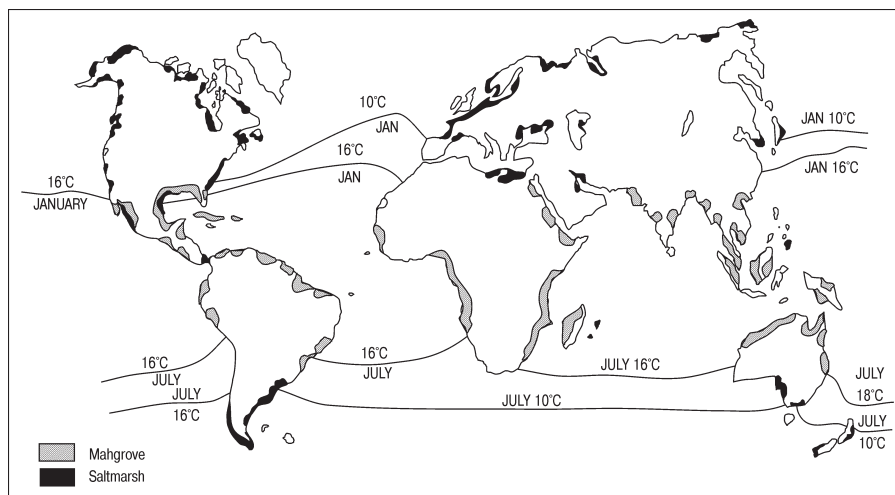 10°C
JAN
16°C
JAN
JAN 10°C
JAN 16°C
16°C
JANUARY
16°C
JULY
JULY
16°C
16°C
JULY
JULY 16°C
JULY 10°C
JULY
18°C
JULY
10°C
Mahgrove
Saltmarsh